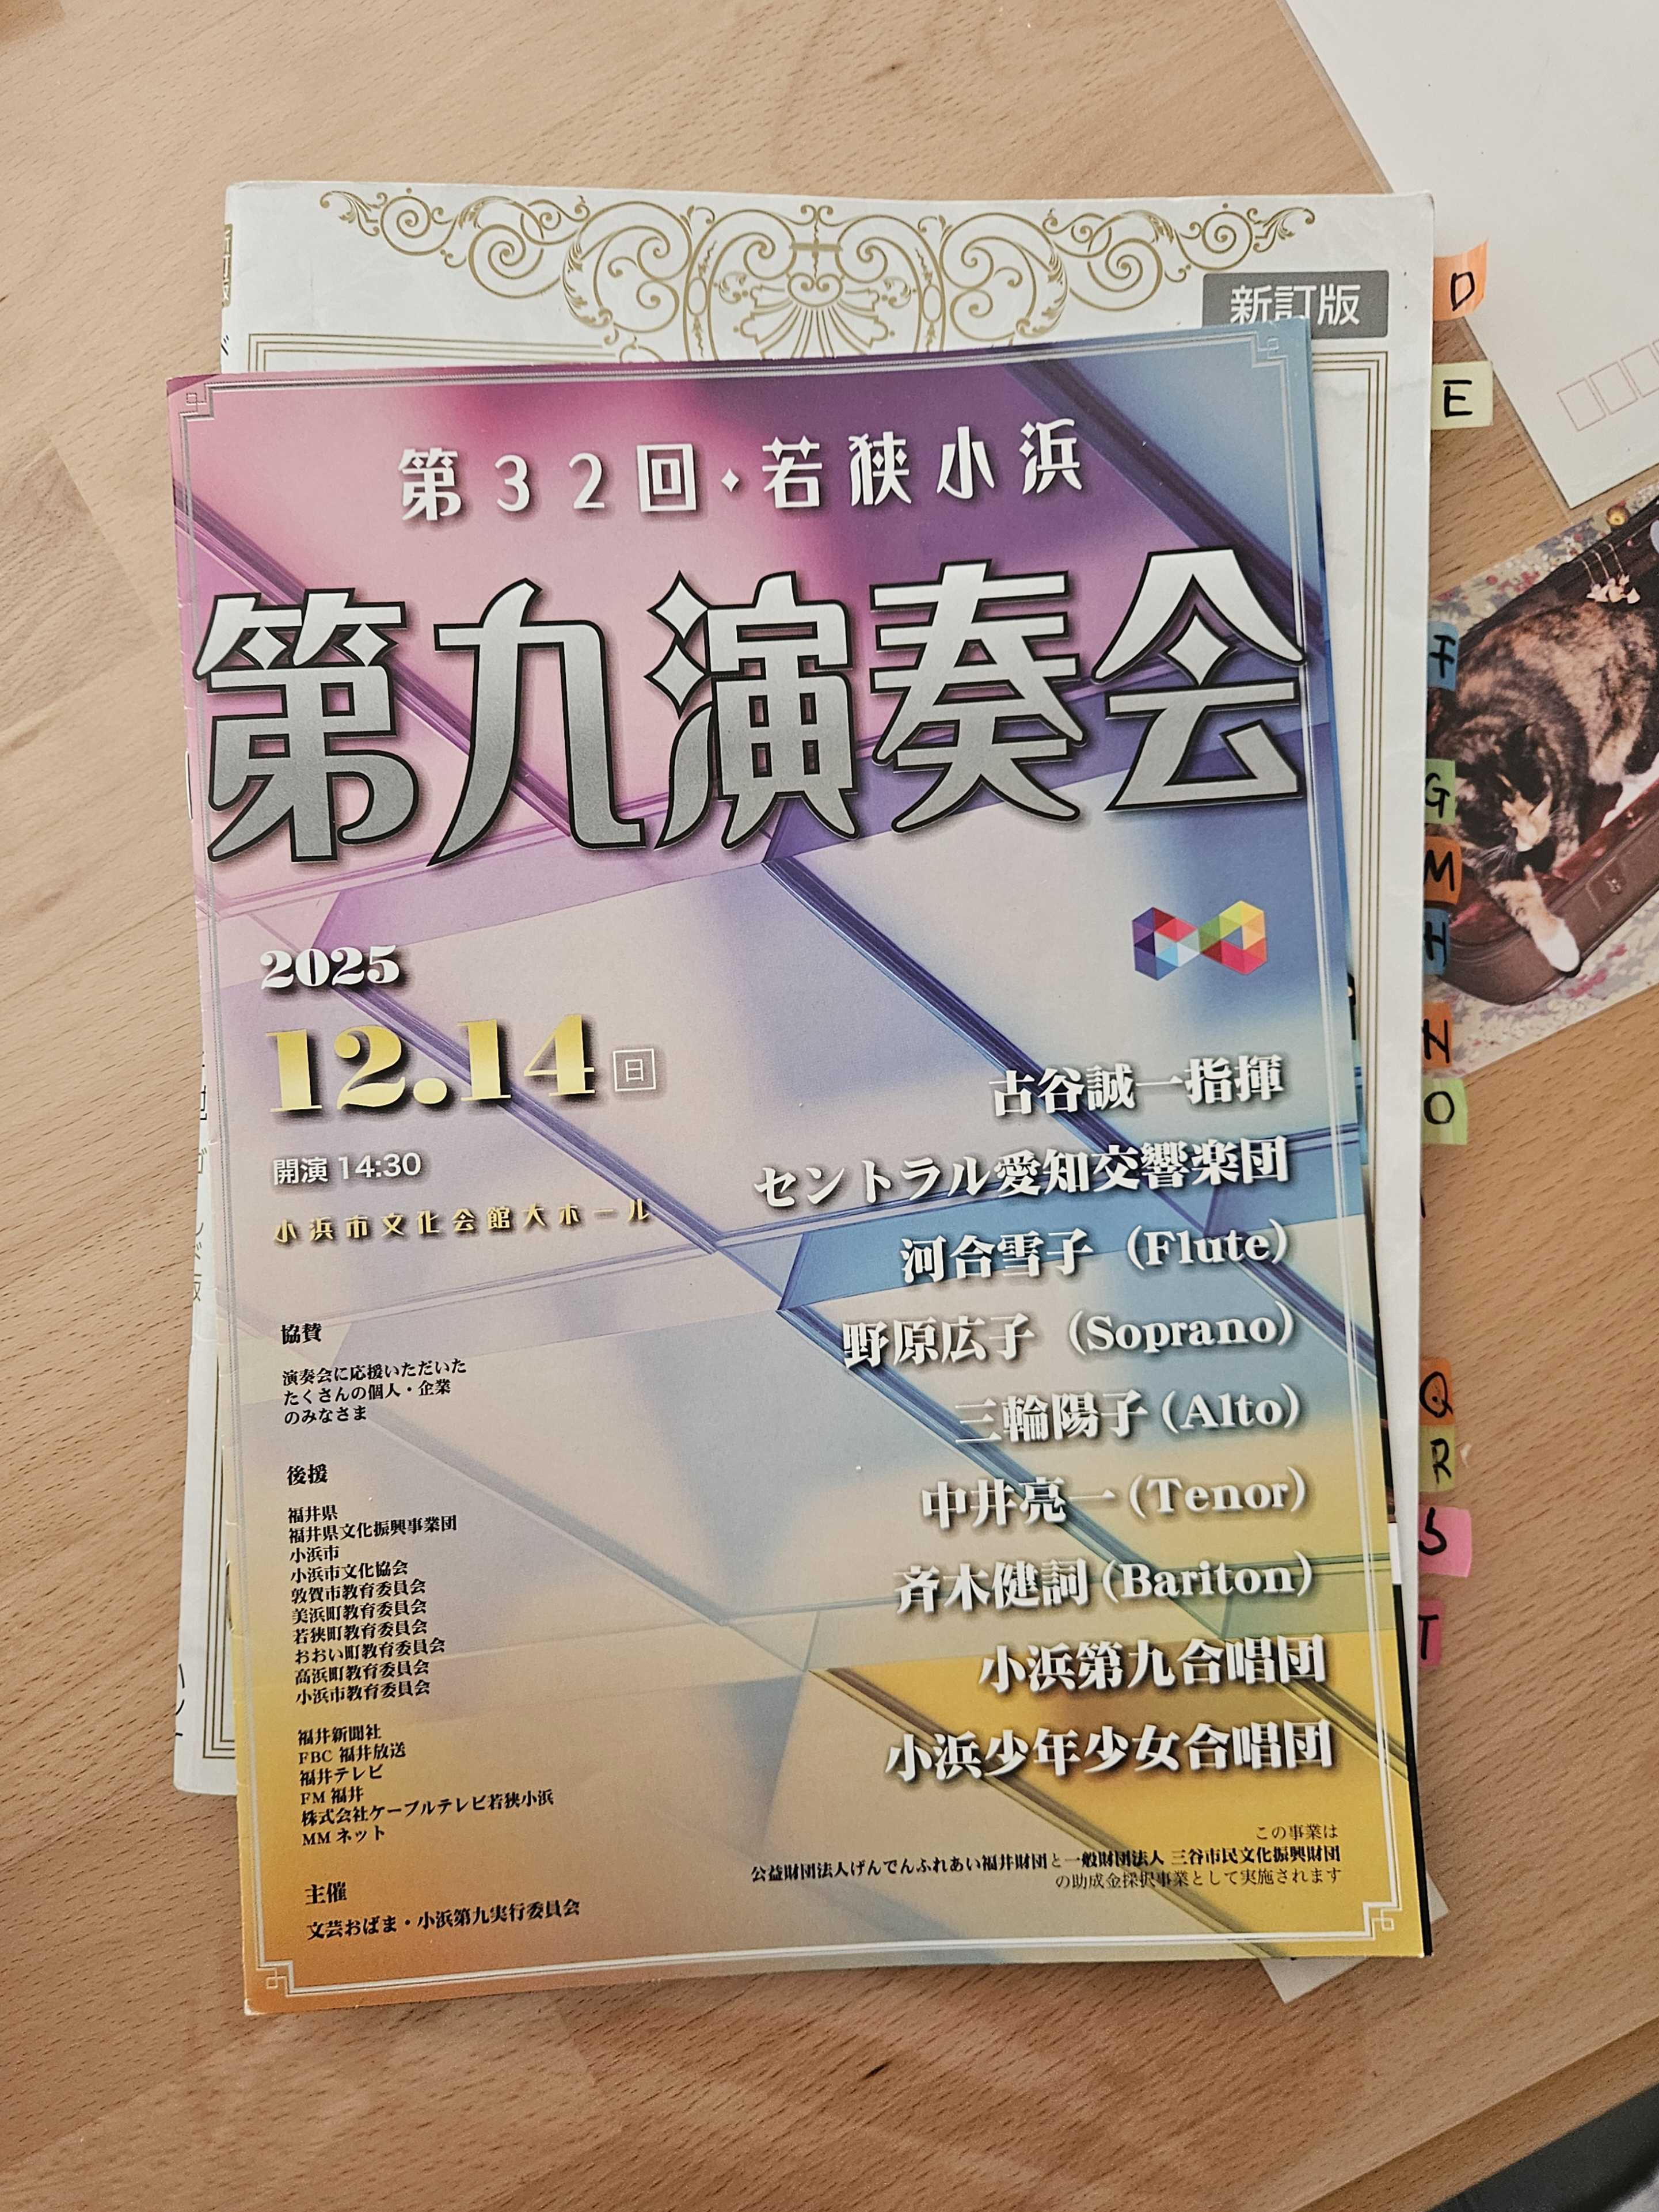 新訂版
第32回・若狭小浜
第九演奏会
2025
12.14 日
開演 14:30
小浜市文化会館大ホール
古谷誠一指揮
セントラル愛知交響楽団
河合雪子 (Flute)
野原広子 (Soprano)
三輪陽子 (Alto)
中井亮一 (Tenor)
斉木健詞 (Bariton)
小浜第九合唱団
小浜少年少女合唱団
協賛
演奏会に応援いただいた
たくさんの個人・企業
のみなさま
後援
福井県
福井県文化振興事業団
小浜市
小浜市文化協会
敦賀市教育委員会
美浜町教育委員会
若狭町教育委員会
おおい町教育委員会
高浜町教育委員会
小浜市教育委員会
福井新聞社
FBC 福井放送
福井テレビ
FM 福井
株式会社ケーブルテレビ若狭小浜
MM ネット
主催
文芸おばま・小浜第九実行委員会
この事業は
公益財団法人げんでんふれあい福井財団と一般財団法人 三谷市民文化振興財団
の助成金採択事業として実施されます
D
E
F
G
M
H
N
O
Q
R
S
T